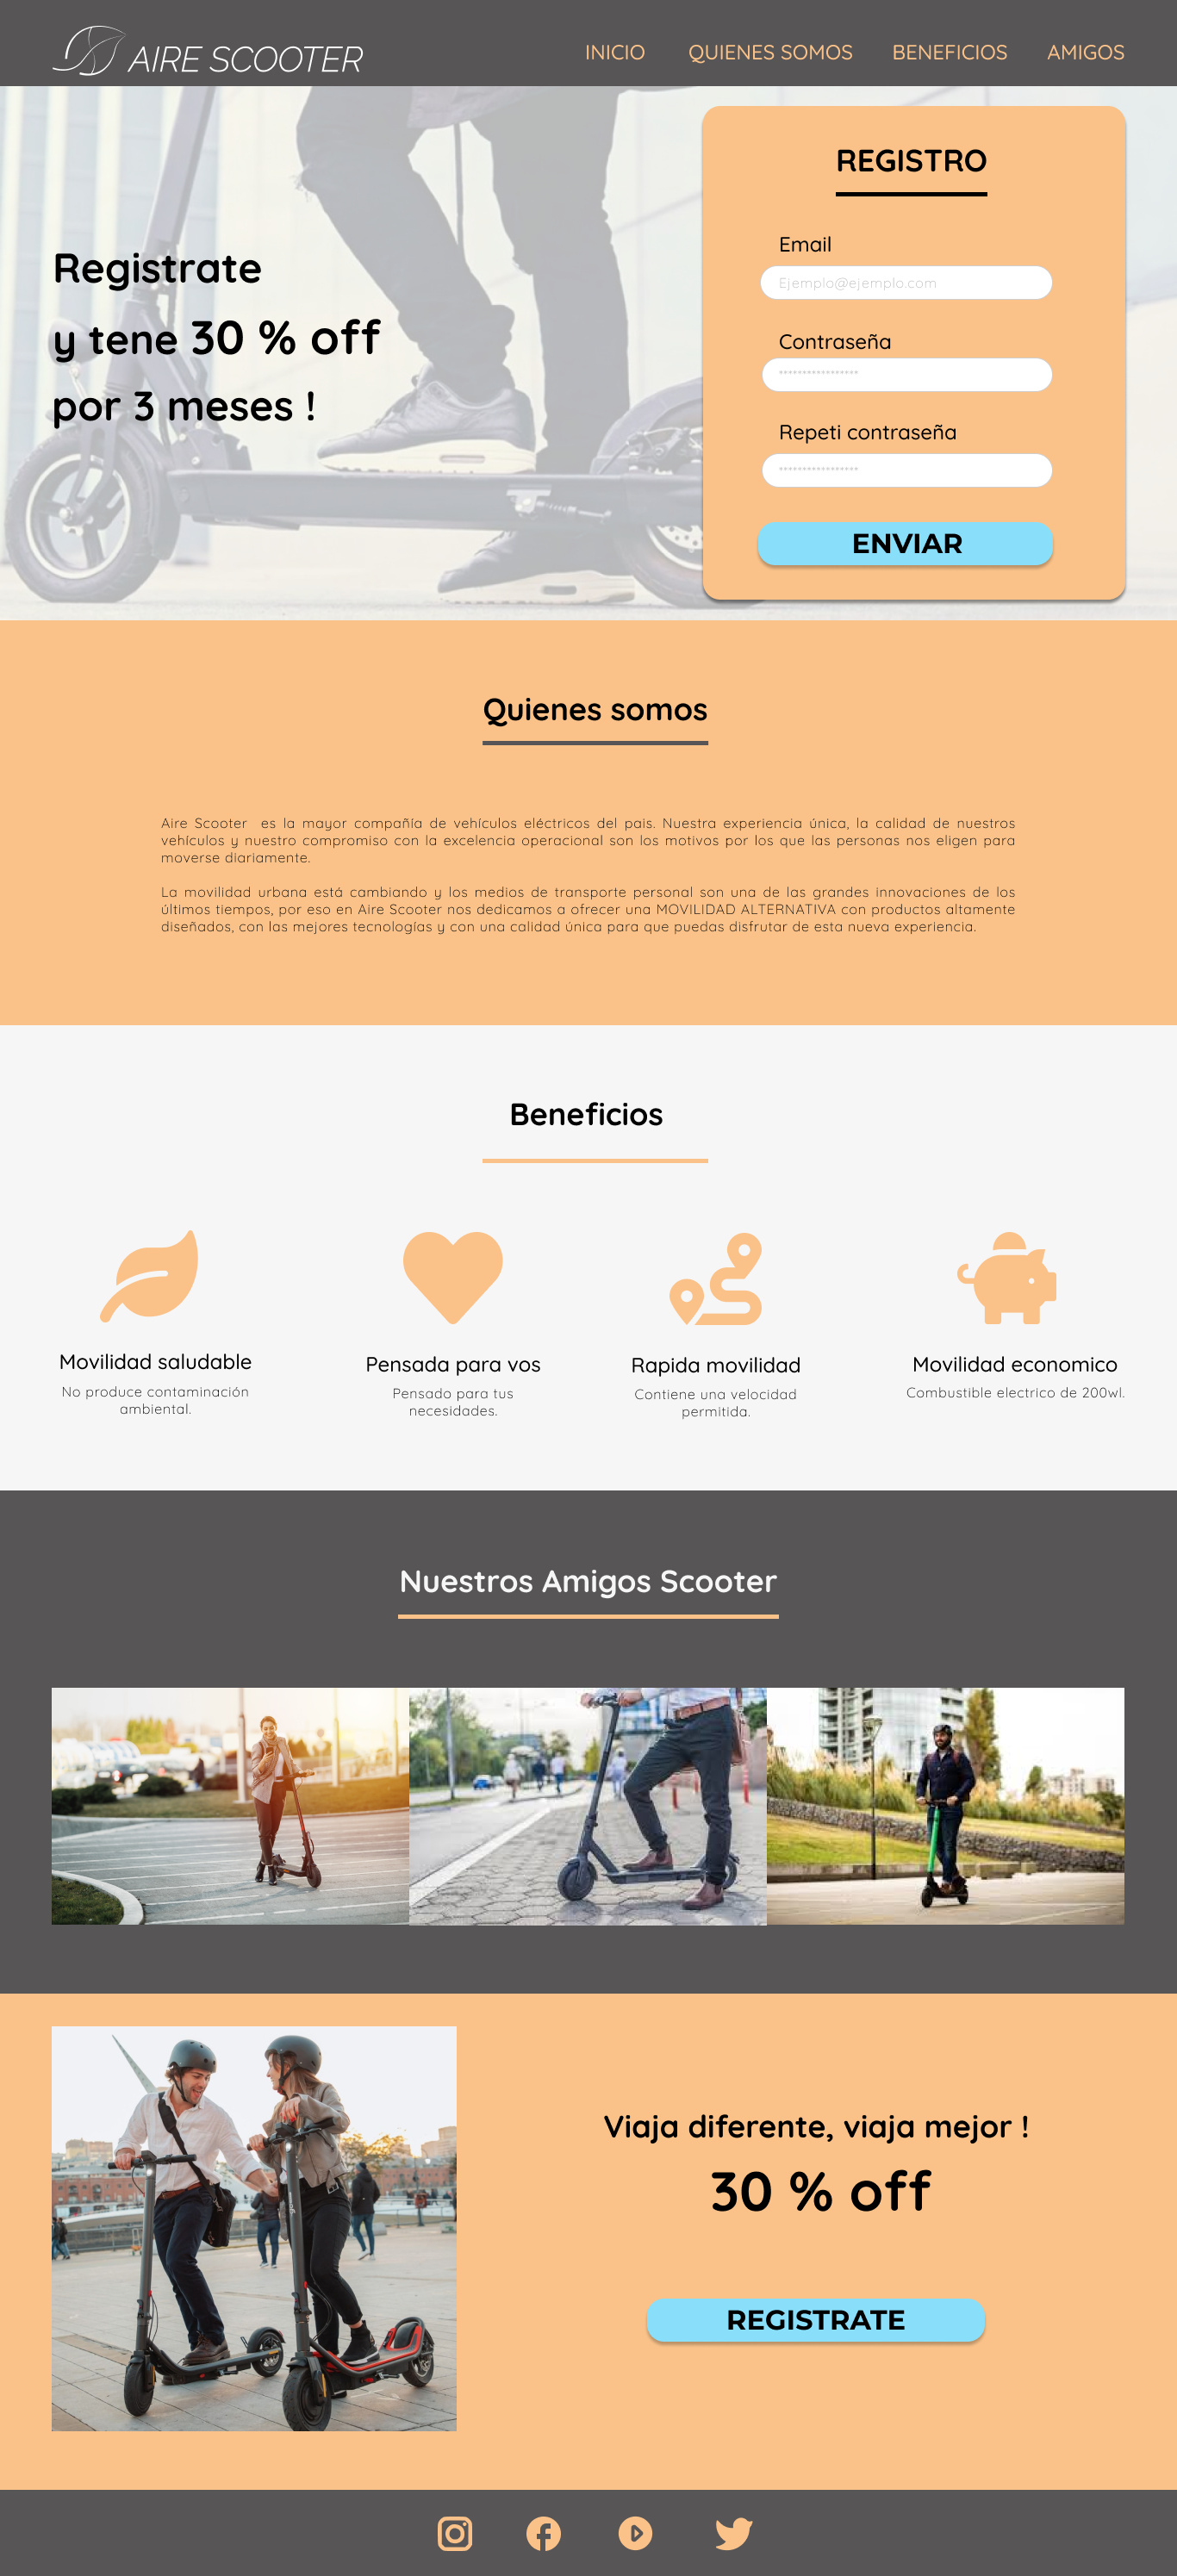 AIRE SCOOTER
INICIO QUIENES SOMOS BENEFICIOS AMIGOS
Registrate
y tene 30 % off
por 3 meses !
REGISTRO
Email
Ejemplo@ejemplo.com
Contraseña
*****************
Repeti contraseña
*****************
ENVIAR
Quienes somos
Aire Scooter es la mayor compañía de vehículos eléctricos del pais. Nuestra experiencia única, la calidad de nuestros
vehículos y nuestro compromiso con la excelencia operacional son los motivos por los que las personas nos eligen para
moverse diariamente.
La movilidad urbana está cambiando y los medios de transporte personal son una de las grandes innovaciones de los
últimos tiempos, por eso en Aire Scooter nos dedicamos a ofrecer una MOVILIDAD ALTERNATIVA con productos altamente
diseñados, con las mejores tecnologías y con una calidad única para que puedas disfrutar de esta nueva experiencia.
Beneficios
Movilidad saludable
No produce contaminación
ambiental.
Pensada para vos
Pensado para tus
necesidades.
Rapida movilidad
Contiene una velocidad
permitida.
Movilidad economico
Combustible electrico de 200wl.
Nuestros Amigos Scooter
Viaja diferente, viaja mejor !
30 % off
REGISTRATE